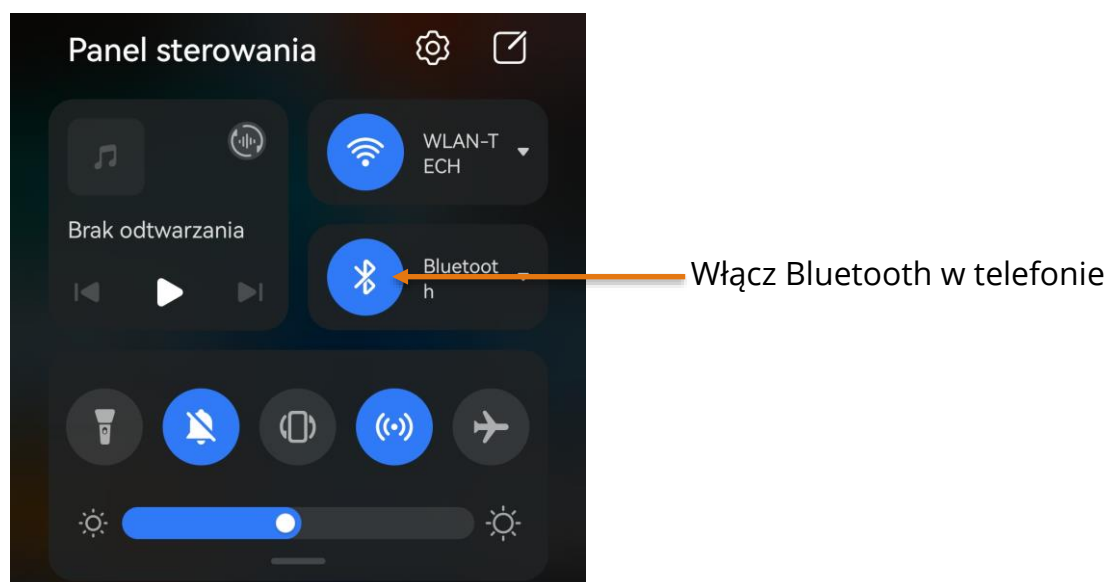 Panel sterowania
WLAN-T
ECH
Brak odtwarzania
Bluetoot
h
Włącz Bluetooth w telefonie